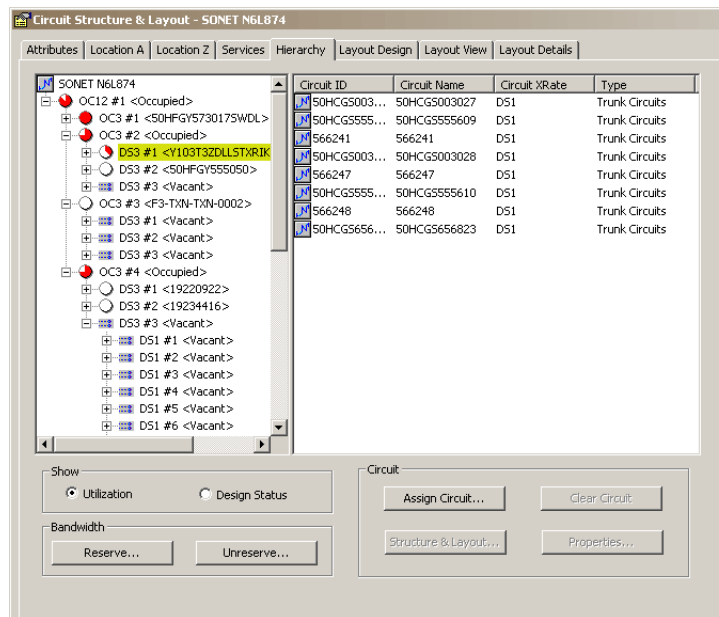 Circuit Structure & Layout - SONET N6L874
Attributes Location A Location Z Services Hierarchy Layout Design Layout View Layout Details
SONET N6L874
OC12 #1 <Occupied>
OC3 #1 <50HFGY573017SWDL>
OC3 #2 <Occupied>
DS3 #1 <Y103T3ZDLLSTXRIK
DS3 #2 <50HFGY555050>
DS3 #3 <Vacant>
OC3 #3 <F3-TXN-TXN-0002>
DS3 #1 <Vacant>
DS3 #2 <Vacant>
DS3 #3 <Vacant>
OC3 #4 <Occupied>
DS3 #1 <19220922>
DS3 #2 <19234416>
DS3 #3 <Vacant>
DS1 #1 <Vacant>
DS1 #2 <Vacant>
DS1 #3 <Vacant>
DS1 #4 <Vacant>
DS1 #5 <Vacant>
DS1 #6 <Vacant>
Circuit ID Circuit Name Circuit XRate Type
50HCGS003... 50HCGS003027 DS1 Trunk Circuits
50HCGS555... 50HCGS555609 DS1 Trunk Circuits
566241 566241 DS1 Trunk Circuits
50HCGS003... 50HCGS003028 DS1 Trunk Circuits
566247 566247 DS1 Trunk Circuits
50HCGS555... 50HCGS555610 DS1 Trunk Circuits
566248 566248 DS1 Trunk Circuits
50HCGS656... 50HCGS656823 DS1 Trunk Circuits
Show
Utilization Design Status
Bandwidth
Reserve... Unreserve...
Circuit
Assign Circuit... Clear Circuit
Structure & Layout... Properties...